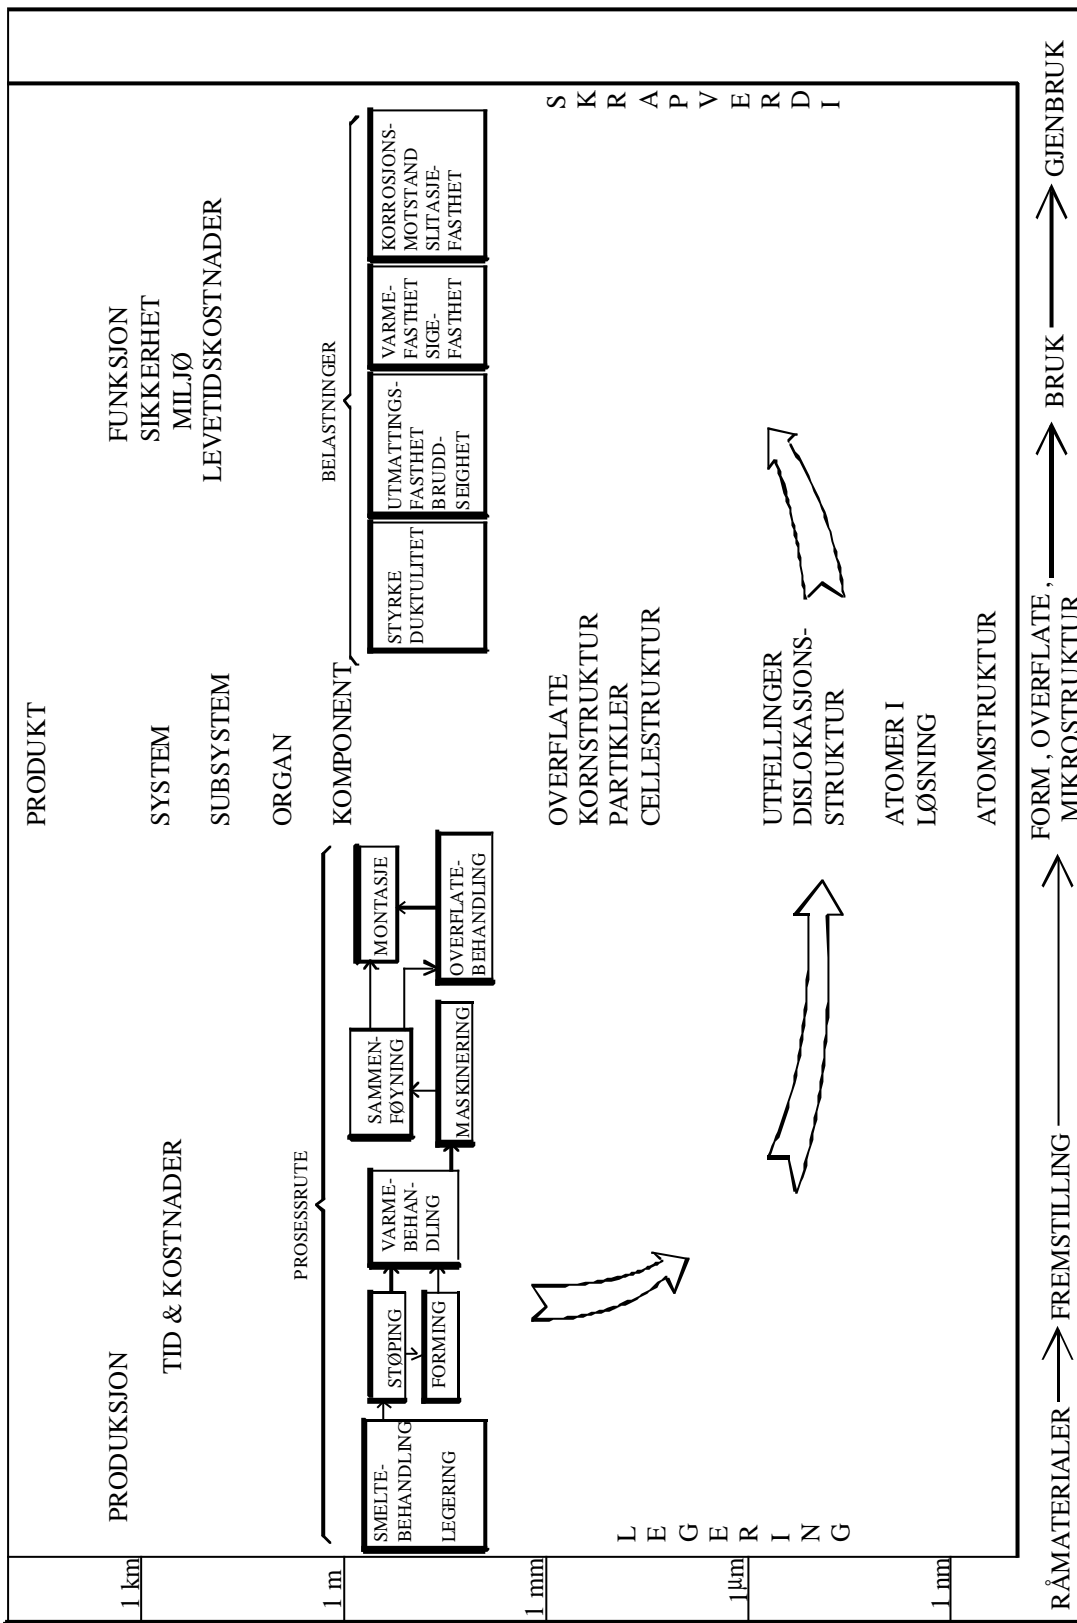 PRODUKT
PRODUKSJON
TID & KOSTNADER
SYSTEM
SUBSYSTEM
ORGAN
KOMPONENT
FUNKSJON
SIKKERHET
MILJØ
LEVETIDSKOSTNADER
PROSESSRUTE
BELASTNINGER
SMELTE-
BEHANDLING
LEGERING
STØPING
FORMING
VARME-
BEHAN-
DLING
MASKINERING
SAMMEN-
FØYNING
MONTASJE
OVERFLATE-
BEHANDLING
STYRKE
DUKTULITET
UTMATTINGS-
FASTHET
BRUDD-
SEIGHET
VARME-
FASTHET
SIGE-
FASTHET
KORROSJONS-
MOTSTAND
SLITASJE-
FASTHET
L
E
G
E
R
I
N
G
OVERFLATE
KORNSTRUKTUR
PARTIKLER
CELLESTRUKTUR
UTFELLINGER
DISLOKASJONS-
STRUKTUR
ATOMER I
LØSNING
ATOMSTRUKTUR
S
K
R
A
P
V
E
R
D
I
1 km
1 m
1 mm
1µm
1 nm
RÅMATERIALER
FREMSTILLING
FORM , OVERFLATE ,
MIKROSTRUKTUR
BRUK
GJENBRUK